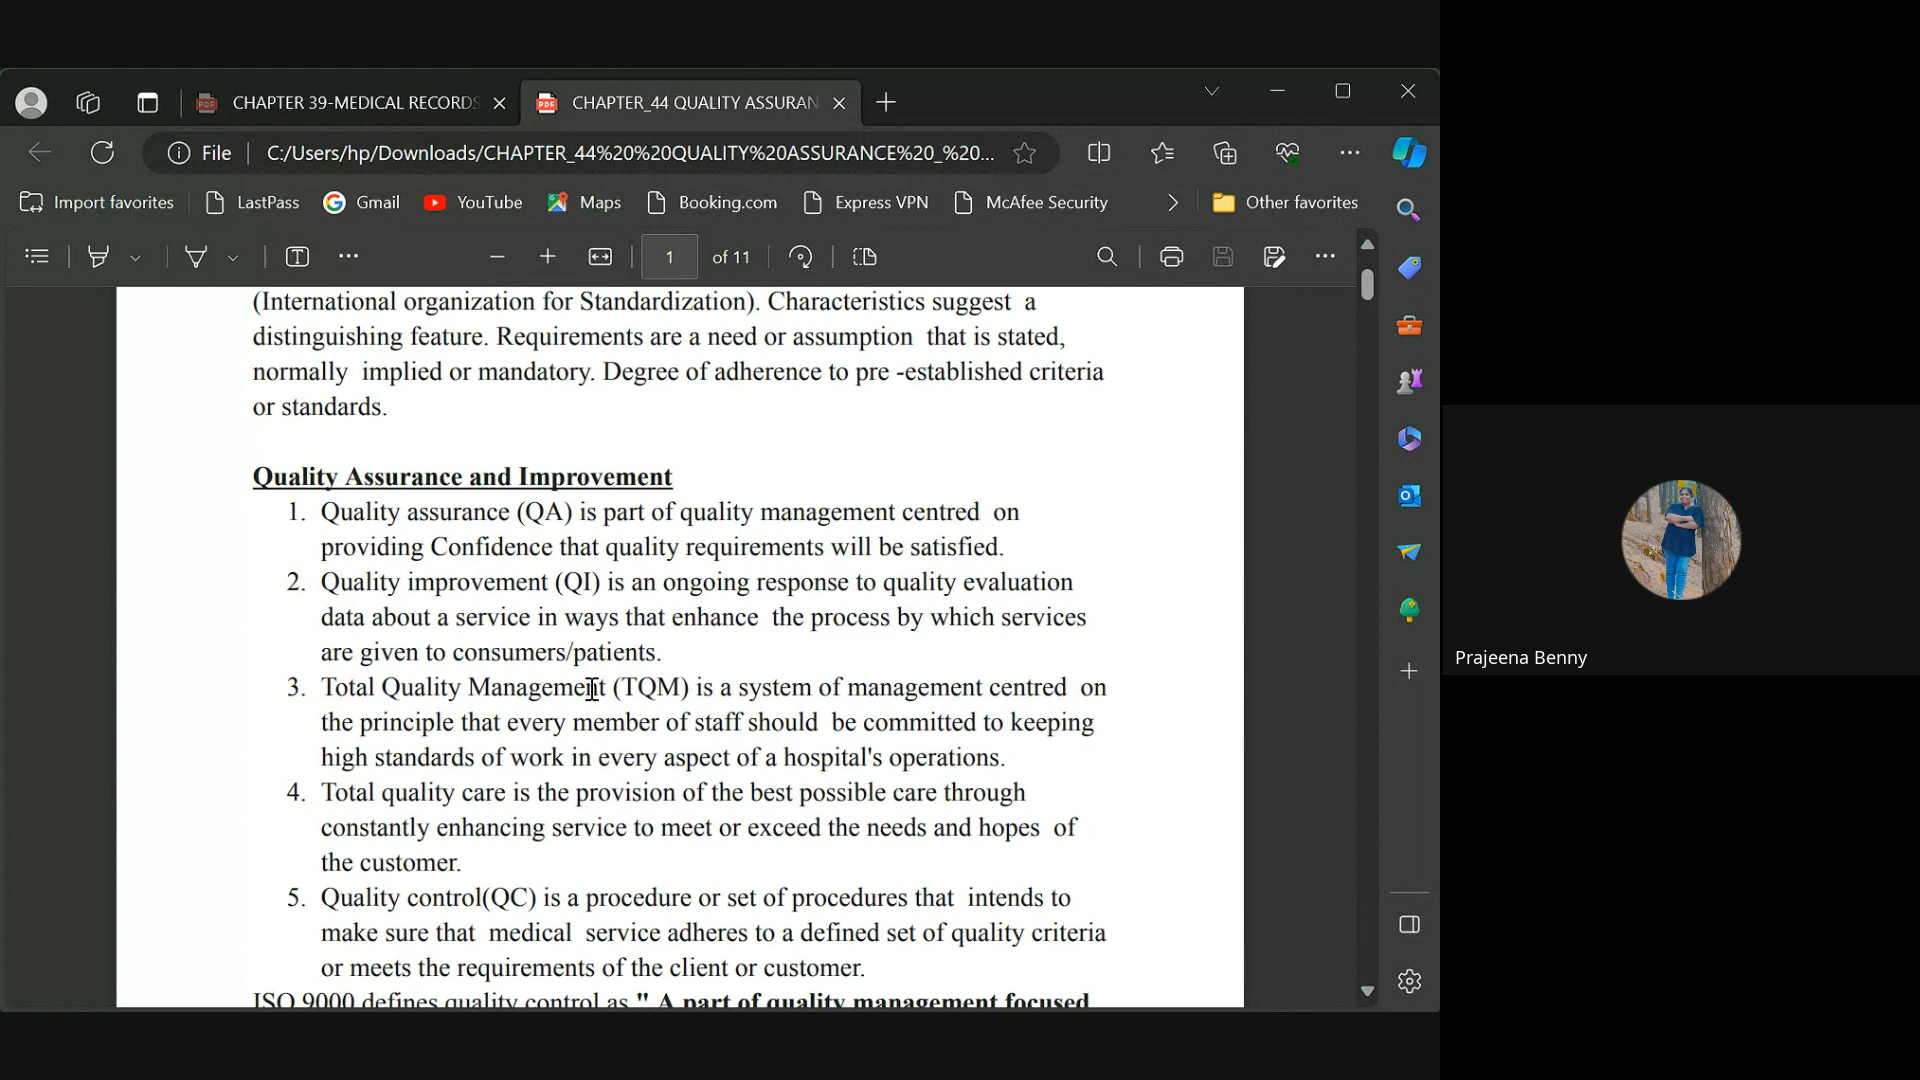 CHAPTER 39-MEDICAL RECORDS
CHAPTER_44 QUALITY ASSURAN
File
C:/Users/hp/Downloads/CHAPTER_44%20%20QUALITY%20ASSURANCE%20_%20...
Import favorites
LastPass
Gmail
YouTube
Maps
Booking.com
Express VPN
McAfee Security
Other favorites
1 of 11
(International organization for Standardization). Characteristics suggest a
distinguishing feature. Requirements are a need or assumption that is stated,
normally implied or mandatory. Degree of adherence to pre -established criteria
or standards.
Quality Assurance and Improvement
1. Quality assurance (QA) is part of quality management centred on
providing Confidence that quality requirements will be satisfied.
2. Quality improvement (QI) is an ongoing response to quality evaluation
data about a service in ways that enhance the process by which services
are given to consumers/patients.
3. Total Quality Management (TQM) is a system of management centred on
the principle that every member of staff should be committed to keeping
high standards of work in every aspect of a hospital's operations.
4. Total quality care is the provision of the best possible care through
constantly enhancing service to meet or exceed the needs and hopes of
the customer.
5. Quality control(QC) is a procedure or set of procedures that intends to
make sure that medical service adheres to a defined set of quality criteria
or meets the requirements of the client or customer.
ISO 9000 defines quality control as " A part of quality management focused
Prajeena Benny